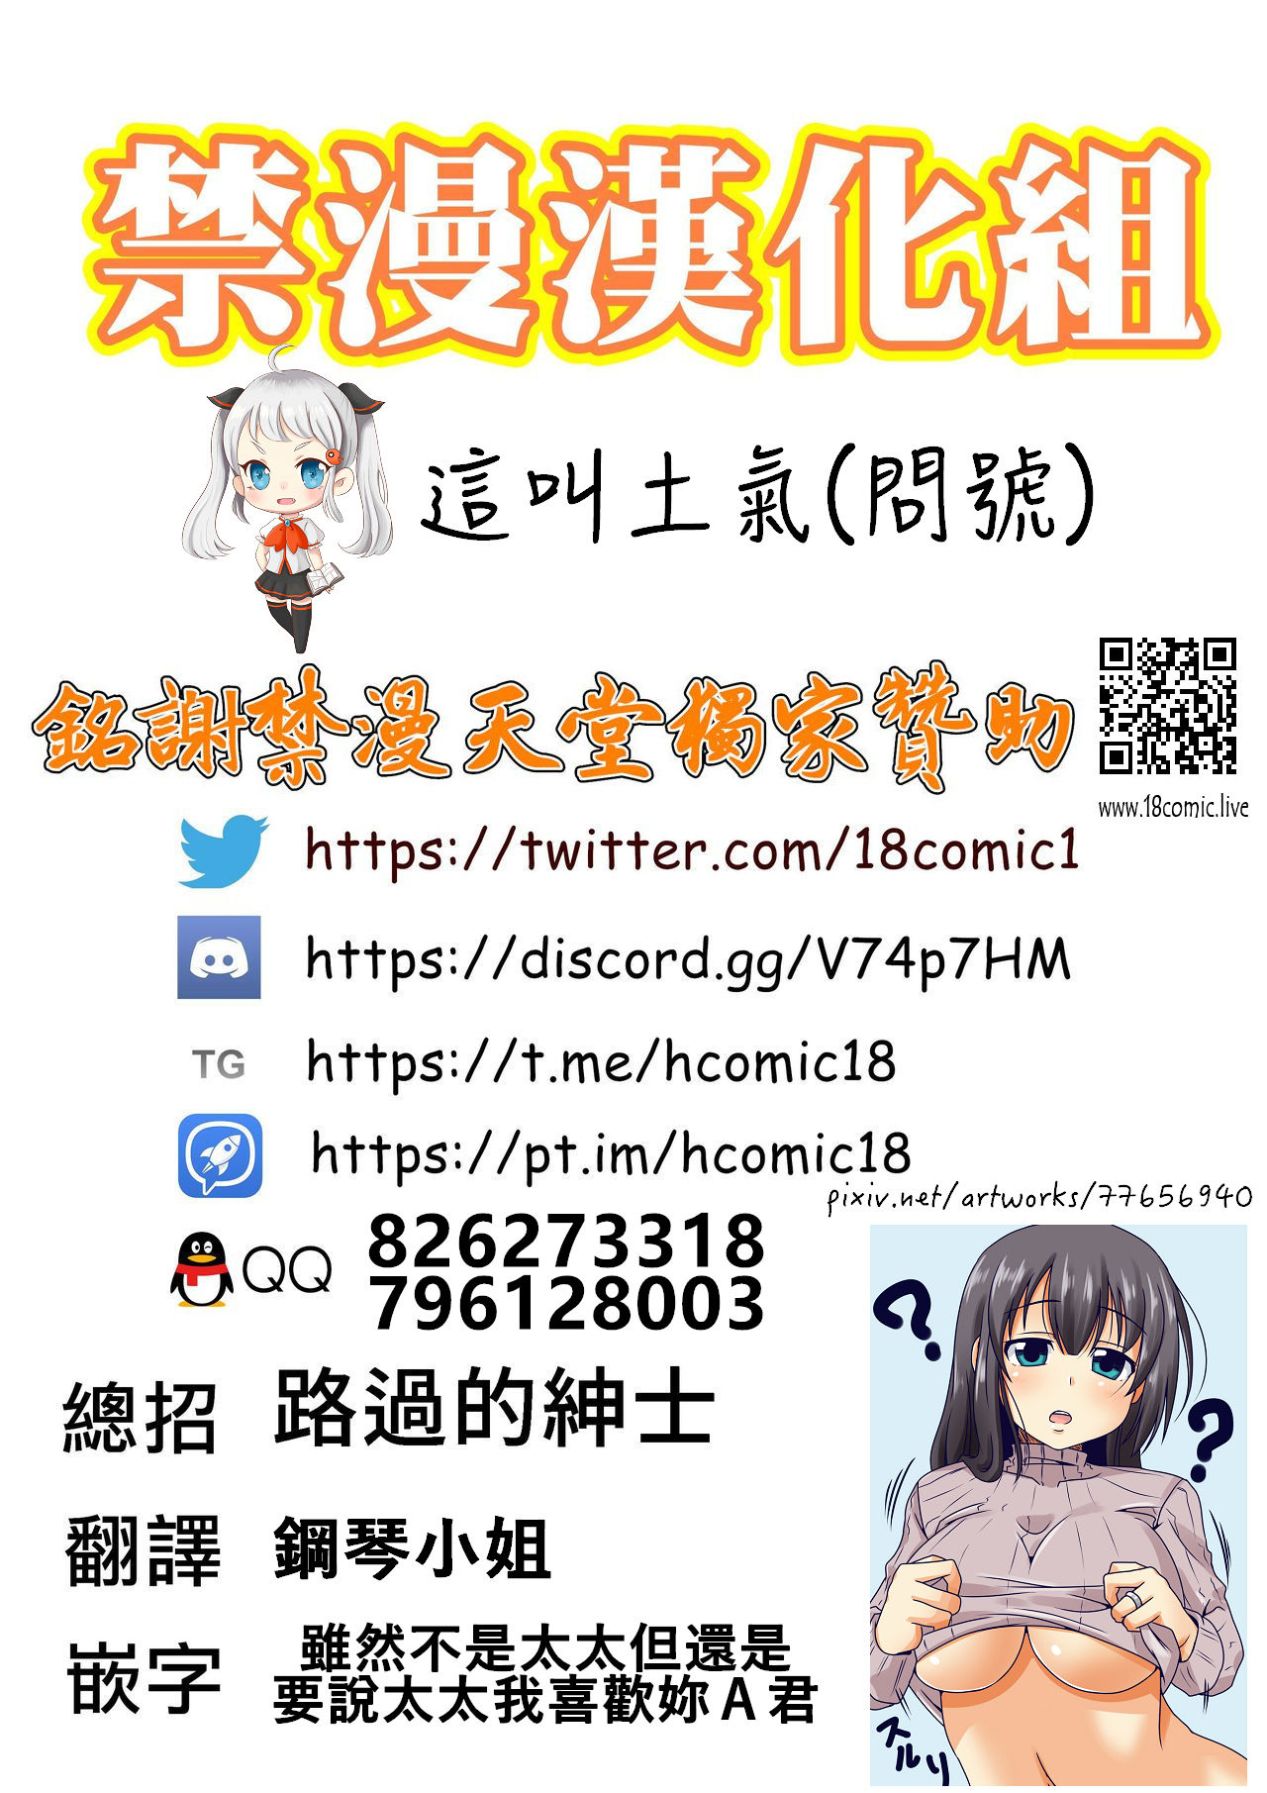 禁漫漢化組
這叫土氣(問號)
銘謝禁漫天堂獨家贊助
www.18comic.live
https://twitter.com/18comic1
https://discord.gg/V74p7HM
TG https://t.me/hcomic18
https://pt.im/hcomic18
pixiv.net/artworks/77656940
QQ 826273318
796128003
總招 路過的紳士
翻譯 鋼琴小姐
嵌字 雖然不是太太但還是
要說太太我喜歡妳A君
? ?
ズルリ